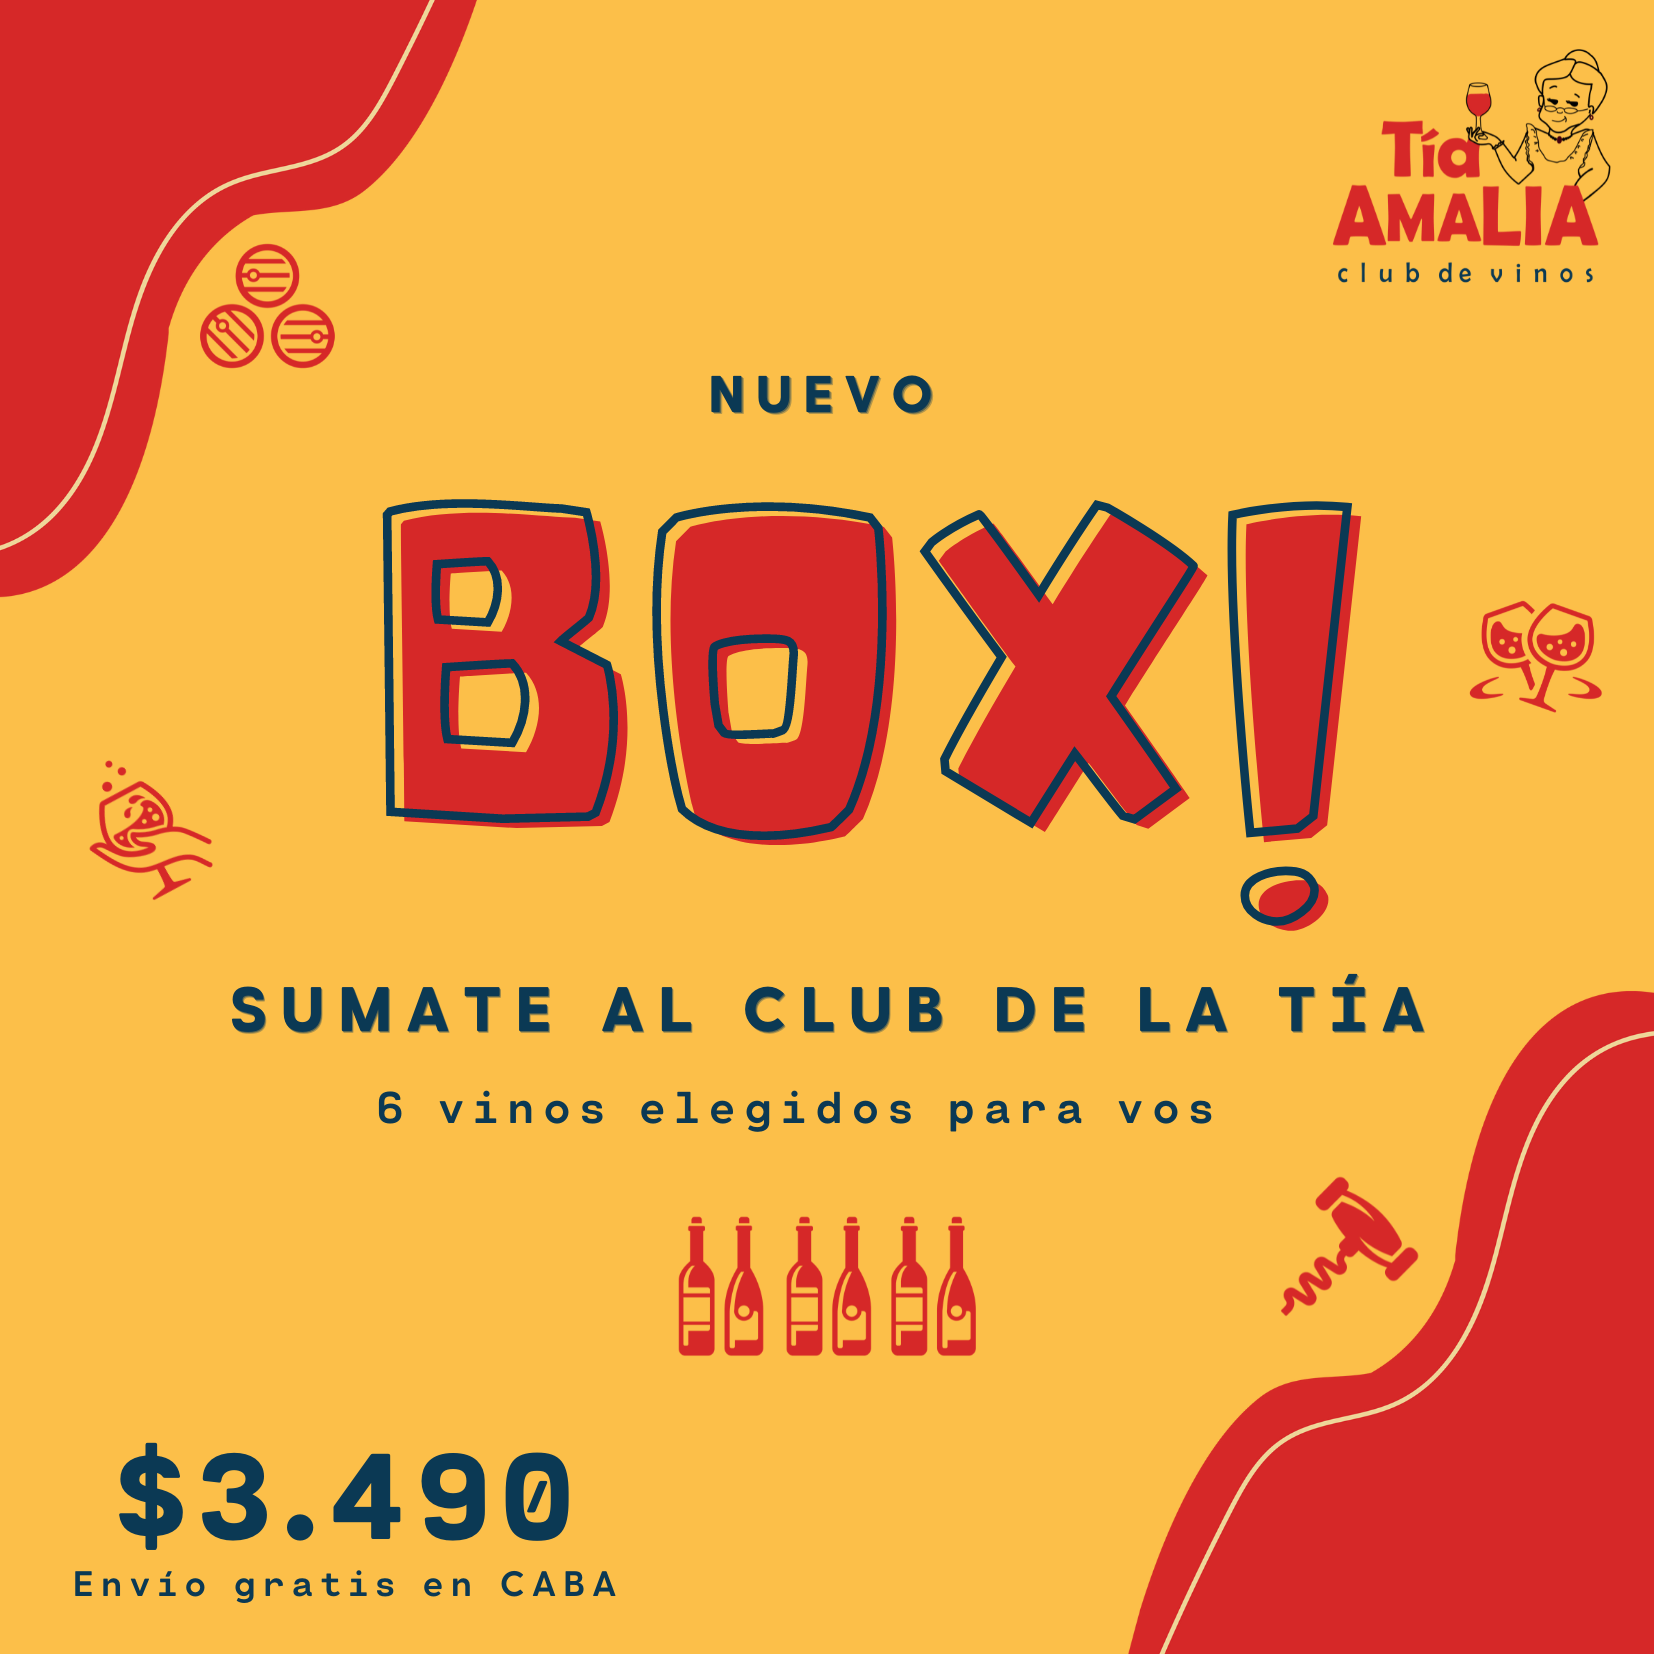 Tía
AMALIA
club de vinos
NUEVO
BOX!
SUMATE AL CLUB DE LA TÍA
6 vinos elegidos para vos
$3.490
Envío gratis en CABA